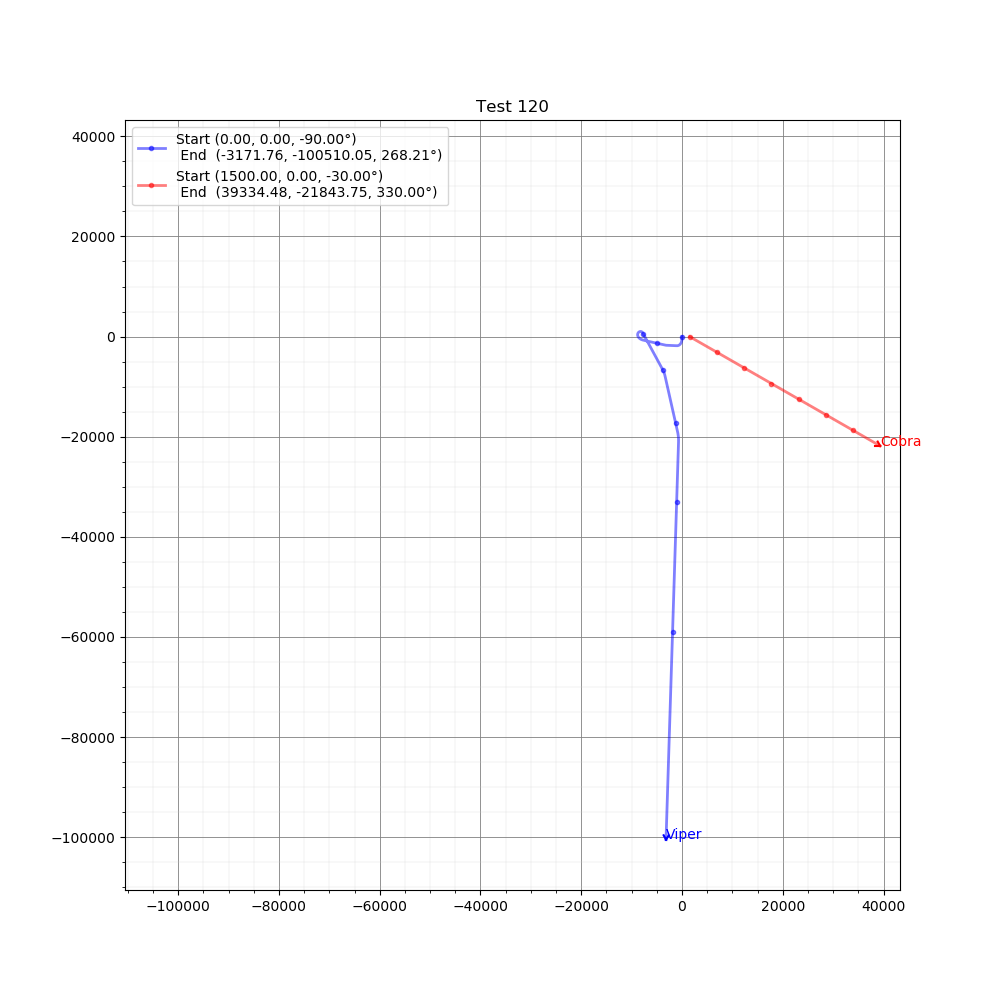 Test 120
Start (0.00, 0.00, -90.00°)
End (-3171.76, -100510.05, 268.21°)
Start (1500.00, 0.00, -30.00°)
End (39334.48, -21843.75, 330.00°)
40000
20000
0
−20000
−40000
−60000
−80000
−100000
Cobra
Viper
−100000 −80000 −60000 −40000 −20000 0 20000 40000